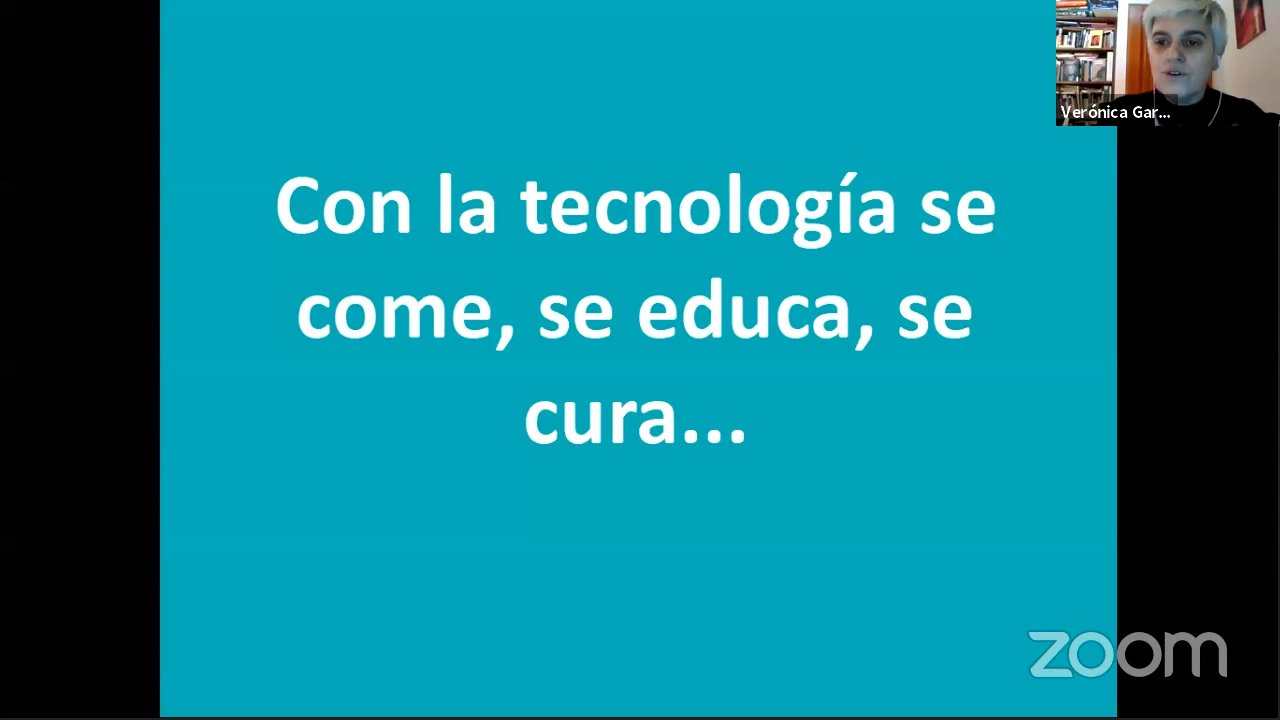 Verónica Gar...
Con la tecnología se
come, se educa, se
cura...
zoom